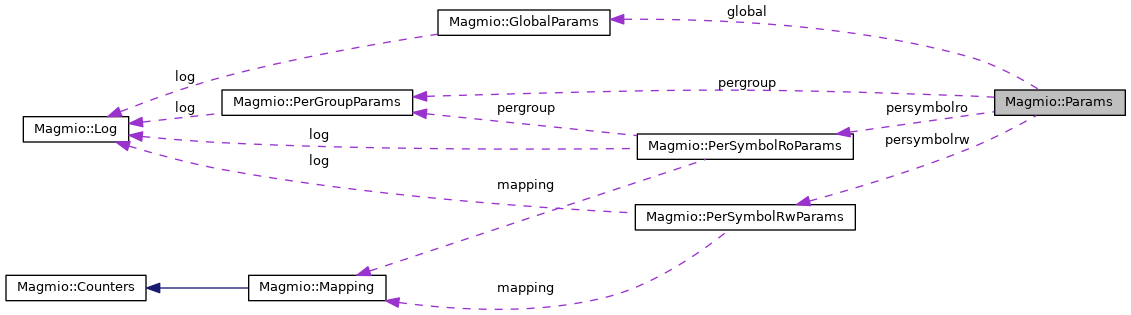 global
Magmio::GlobalParams
log
pergroup
Magmio::PerGroupParams
Magmio::Params
log
pergroup
persymbolro
Magmio::Log
log
persymbolrw
Magmio::PerSymbolRoParams
log
mapping
Magmio::PerSymbolRwParams
Magmio::Counters
Magmio::Mapping
mapping